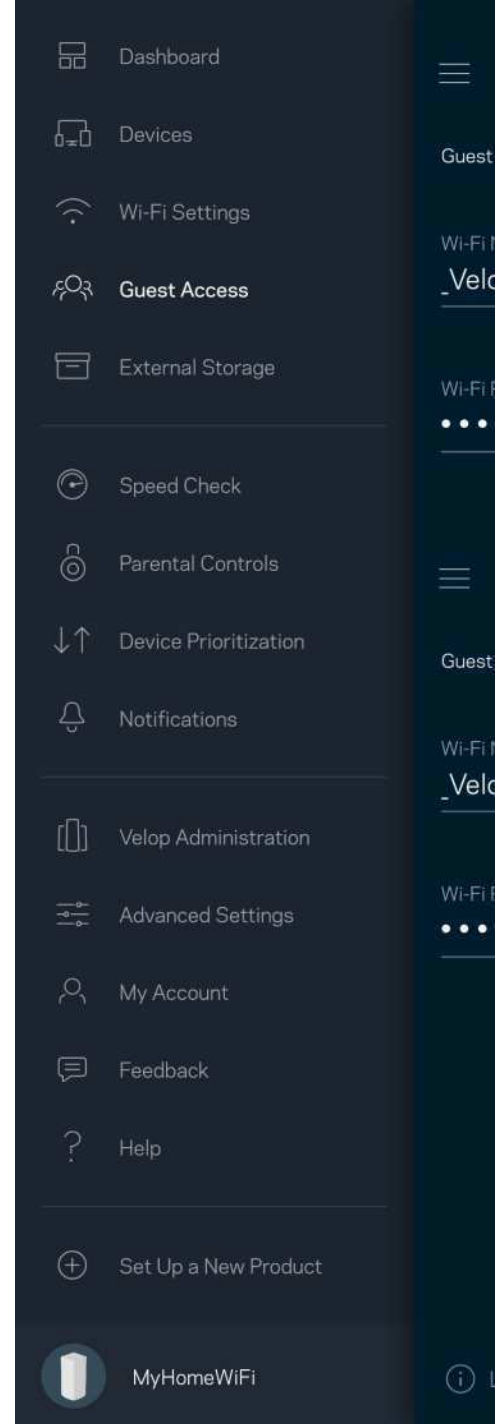 Dashboard
Devices
Wi-Fi Settings
Guest Access
External Storage
Speed Check
Parental Controls
Device Prioritization
Notifications
Velop Administration
Advanced Settings
My Account
Feedback
Help
Set Up a New Product
MyHomeWiFi
Guest
Wi-Fi
_Velo
Wi-Fi
Guest
Wi-Fi
_Velo
Wi-Fi